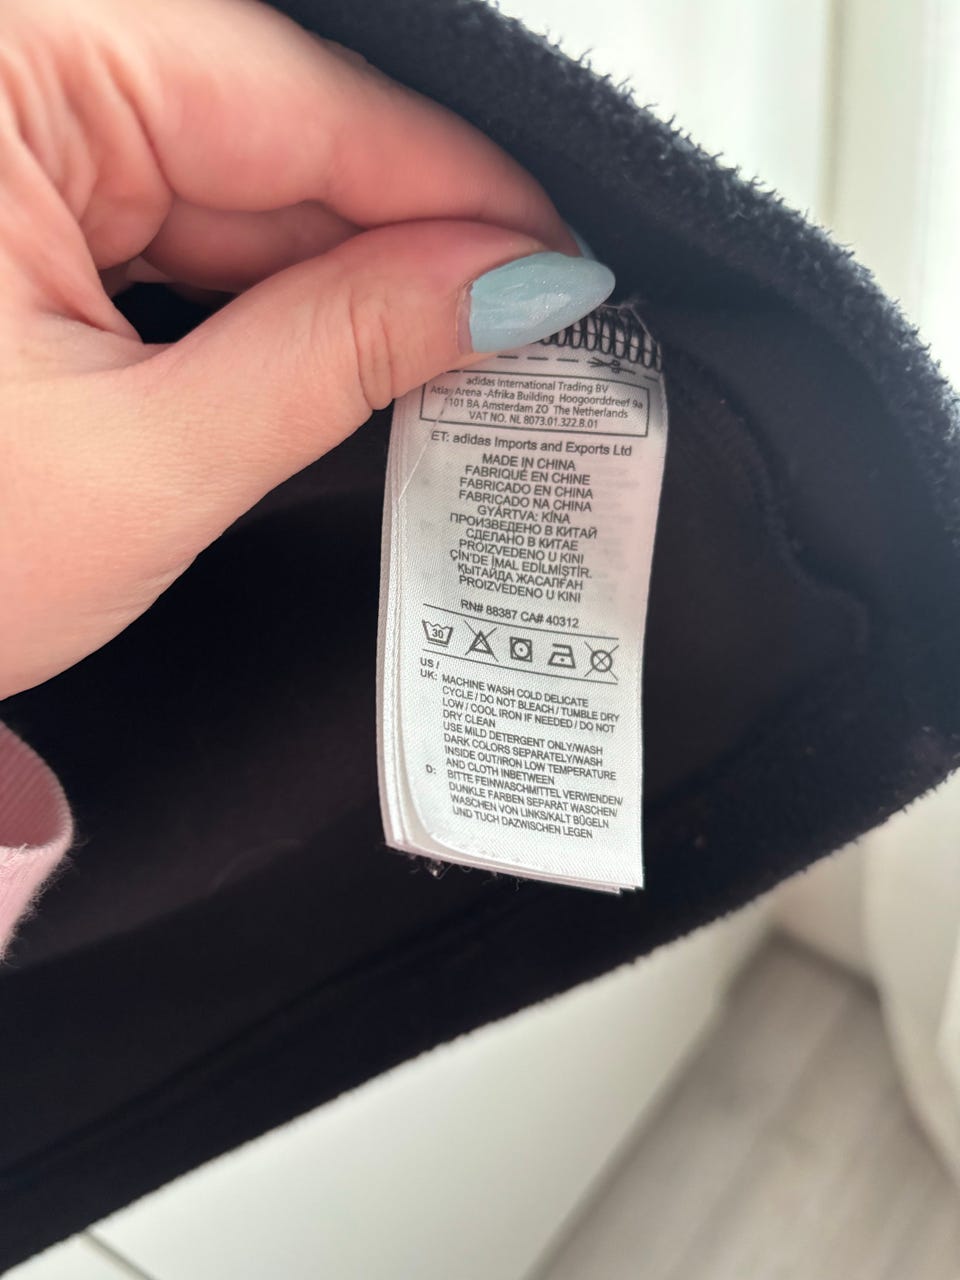 adidas International Trading BV
Atlas Arena -Afrika Building Hoogoorddreef 9a
1101 BA Amsterdam ZO The Netherlands
VAT NO. NL 8073.01.322.B.01
ET: adidas Imports and Exports Ltd
MADE IN CHINA
FABRIQUÉ EN CHINE
FABRICADO EN CHINA
FABRICADO NA CHINA
GYÁRTVA: KÍNA
ПРОИЗВЕДЕНО В КИТАЙ
СДЕЛАНО В КИТАЕ
PROIZVEDENO U KINI
ÇİN'DE İMAL EDİLMİŞTİR.
ҚЫТАЙДА ЖАСАЛҒАН
PROIZVEDENO U KINI
RN# 88387 CA# 40312
30
US /
UK: MACHINE WASH COLD DELICATE
CYCLE / DO NOT BLEACH / TUMBLE DRY
LOW / COOL IRON IF NEEDED / DO NOT
DRY CLEAN
USE MILD DETERGENT ONLY/WASH
DARK COLORS SEPARATELY/WASH
INSIDE OUT/IRON LOW TEMPERATURE
AND CLOTH INBETWEEN
D: BITTE FEINWASCHMITTEL VERWENDEN/
DUNKLE FARBEN SEPARAT WASCHEN/
WASCHEN VON LINKS/KALT BÜGELN
UND TUCH DAZWISCHEN LEGEN